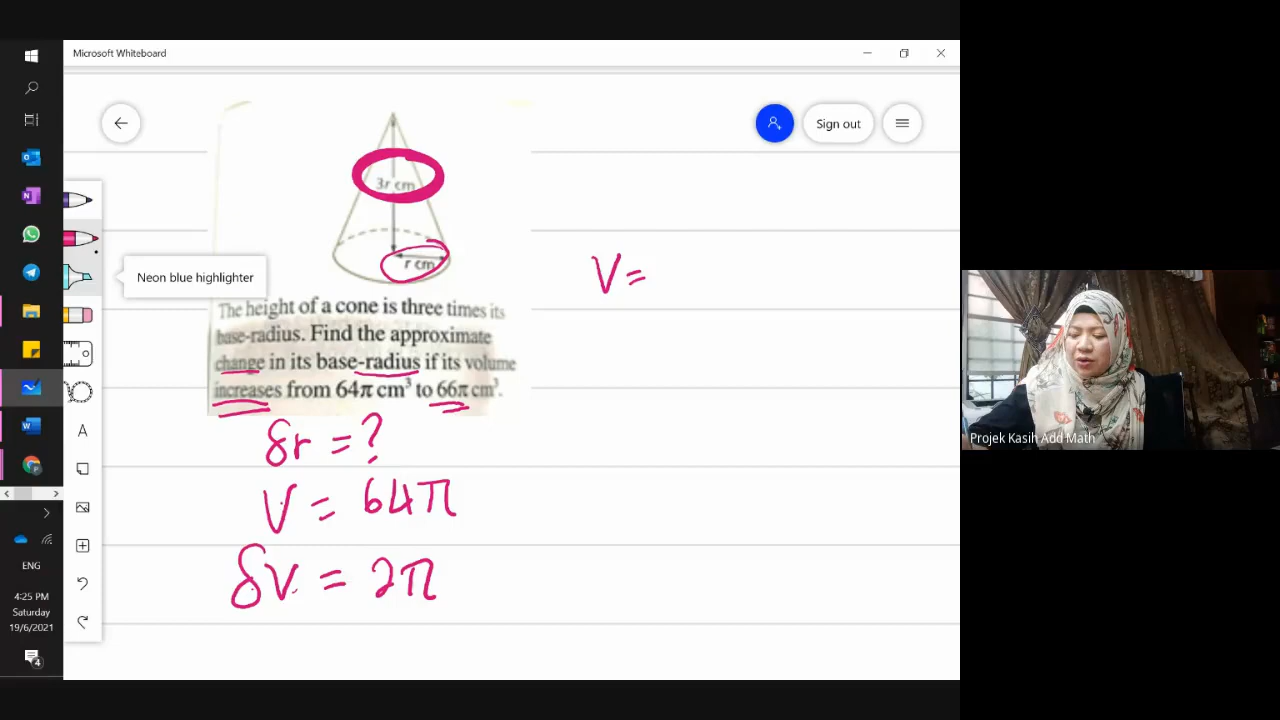 Microsoft Whiteboard
Sign out
3r cm
r cm
Neon blue highlighter
The height of a cone is three times its
base-radius. Find the approximate
change in its base-radius if its volume
increases from 64π cm³ to 66π cm³.
δr = ?
V = 64π
δV = 2π
V =
A
ENG
4:25 PM
Saturday
19/6/2021
4
Projek Kasih Add Math